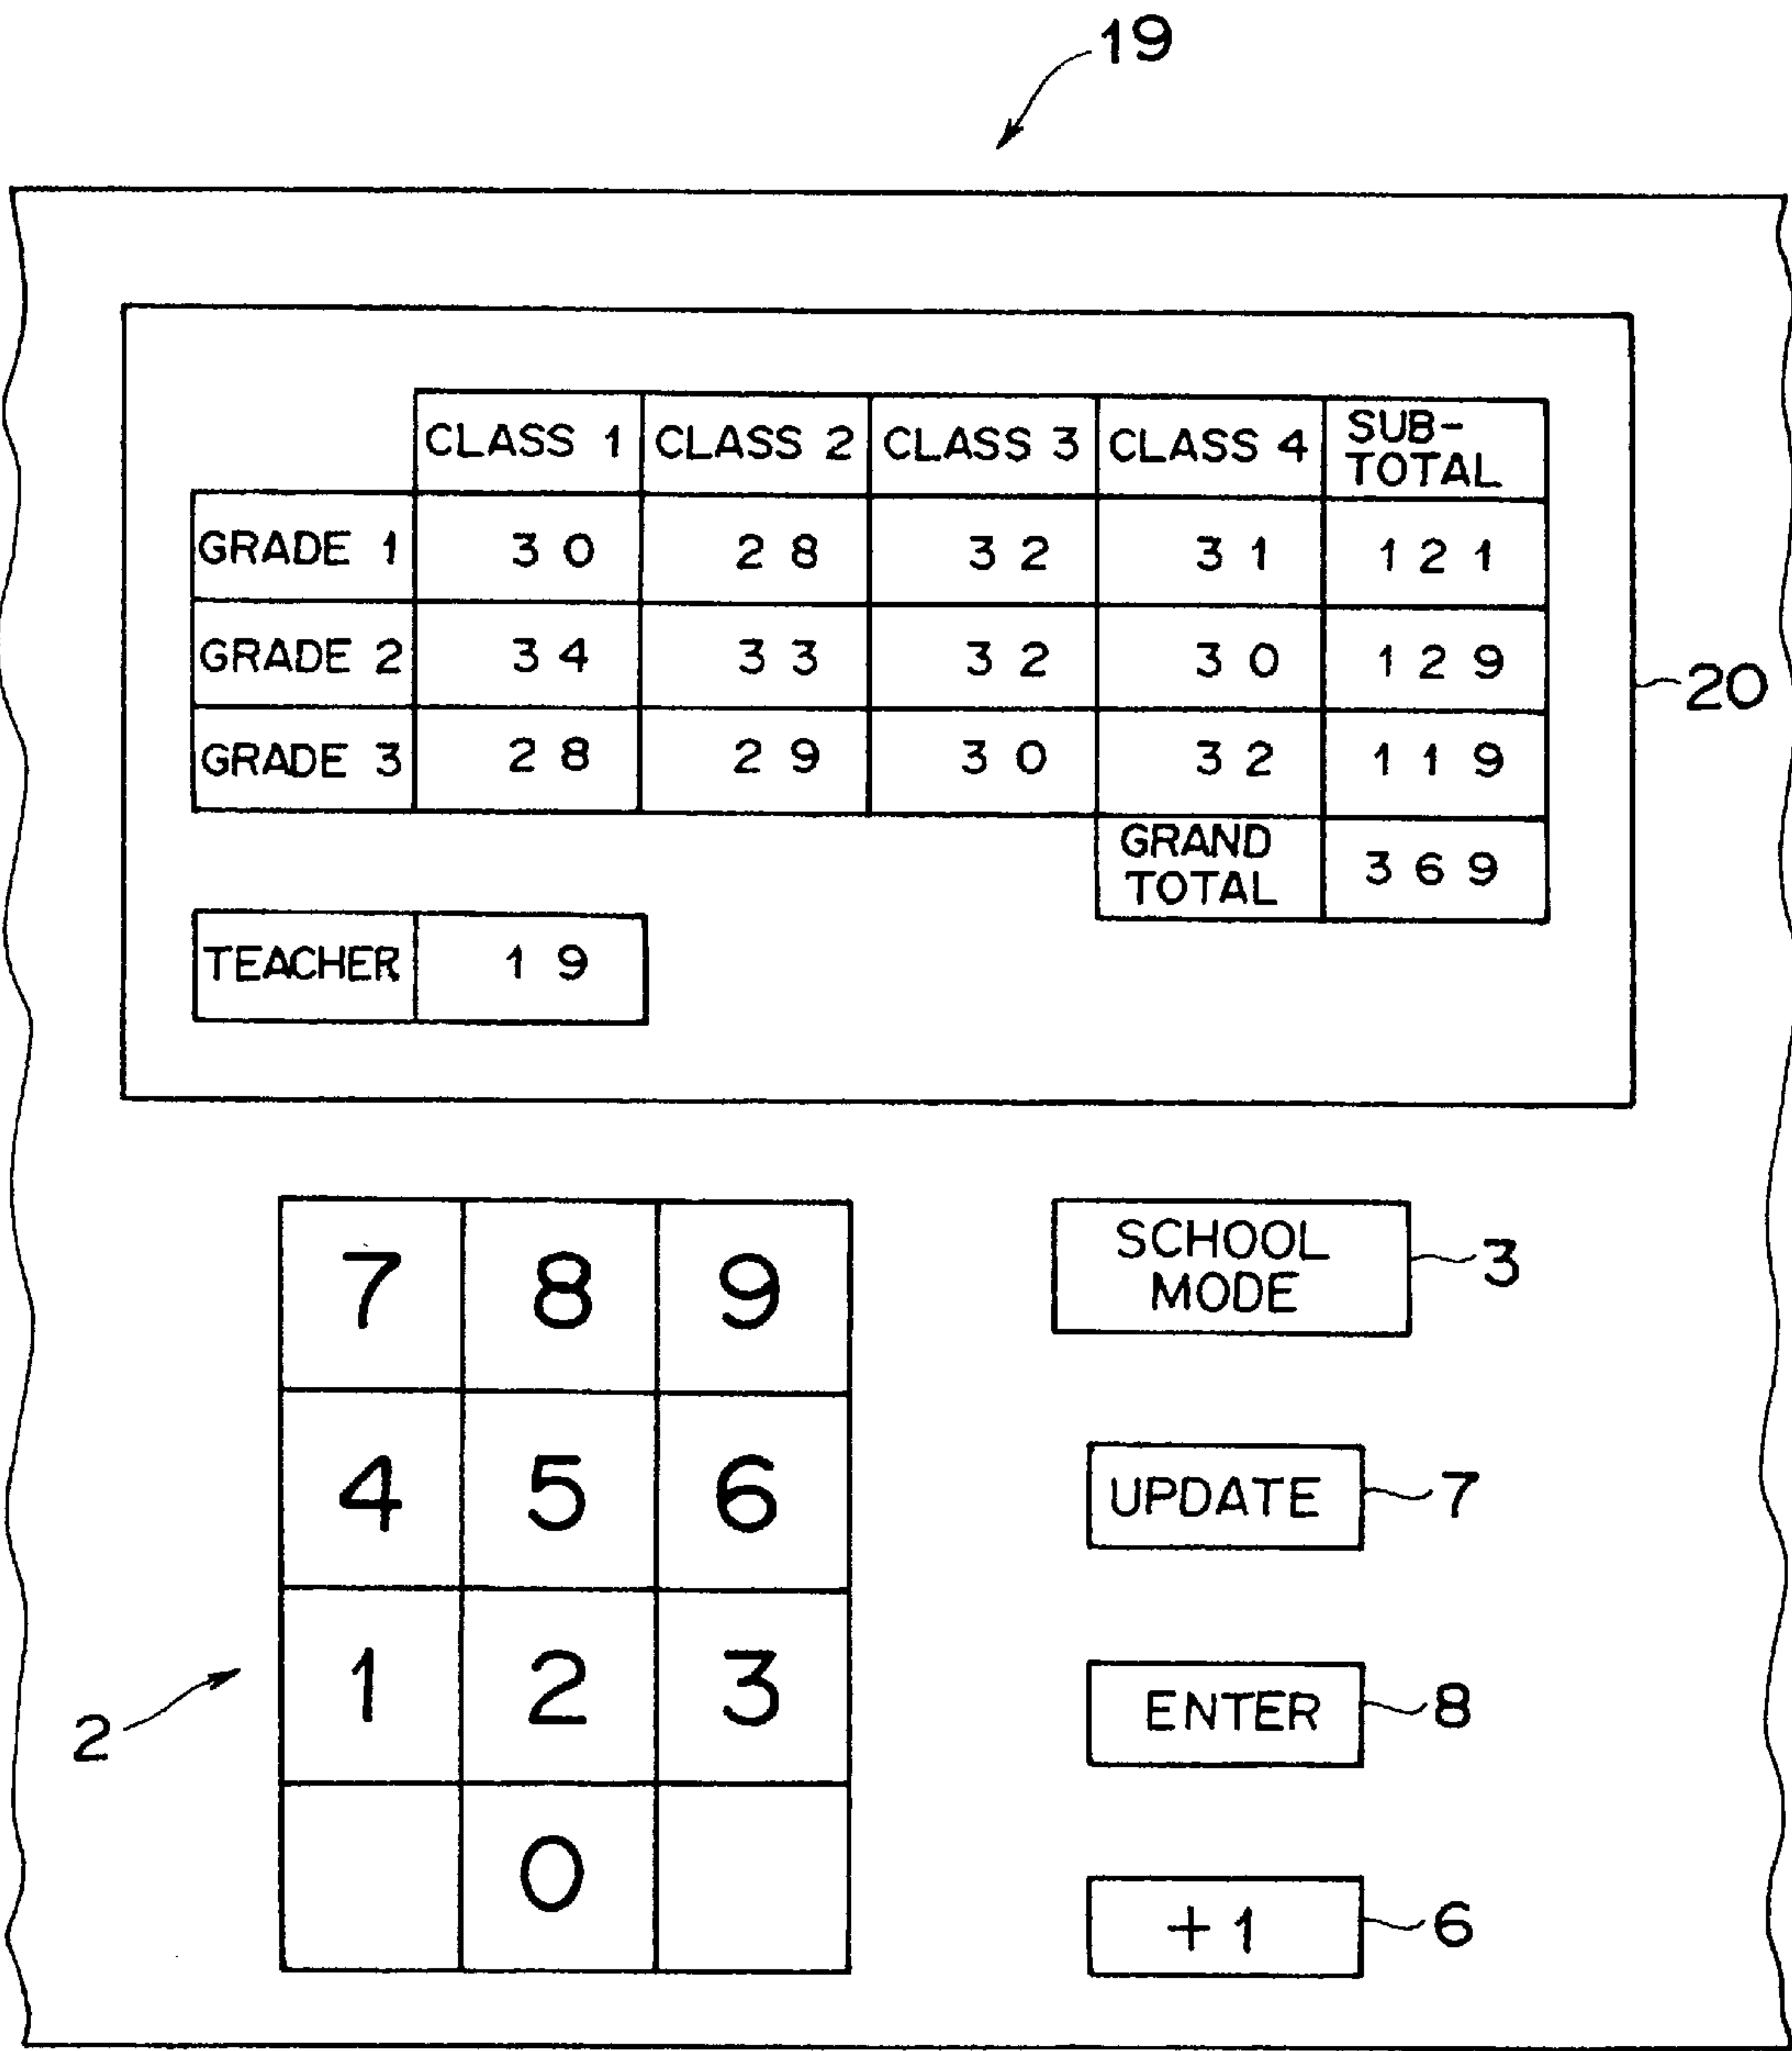 19
CLASS 1 CLASS 2 CLASS 3 CLASS 4 SUB-
TOTAL
GRADE 1 30 28 32 31 121
GRADE 2 34 33 32 30 129
20
GRADE 3 28 29 30 32 119
GRAND
TOTAL 369
TEACHER 19
7 8 9
SCHOOL
MODE
3
4 5 6
UPDATE 7
1 2 3
ENTER 8
2
0
+1 6